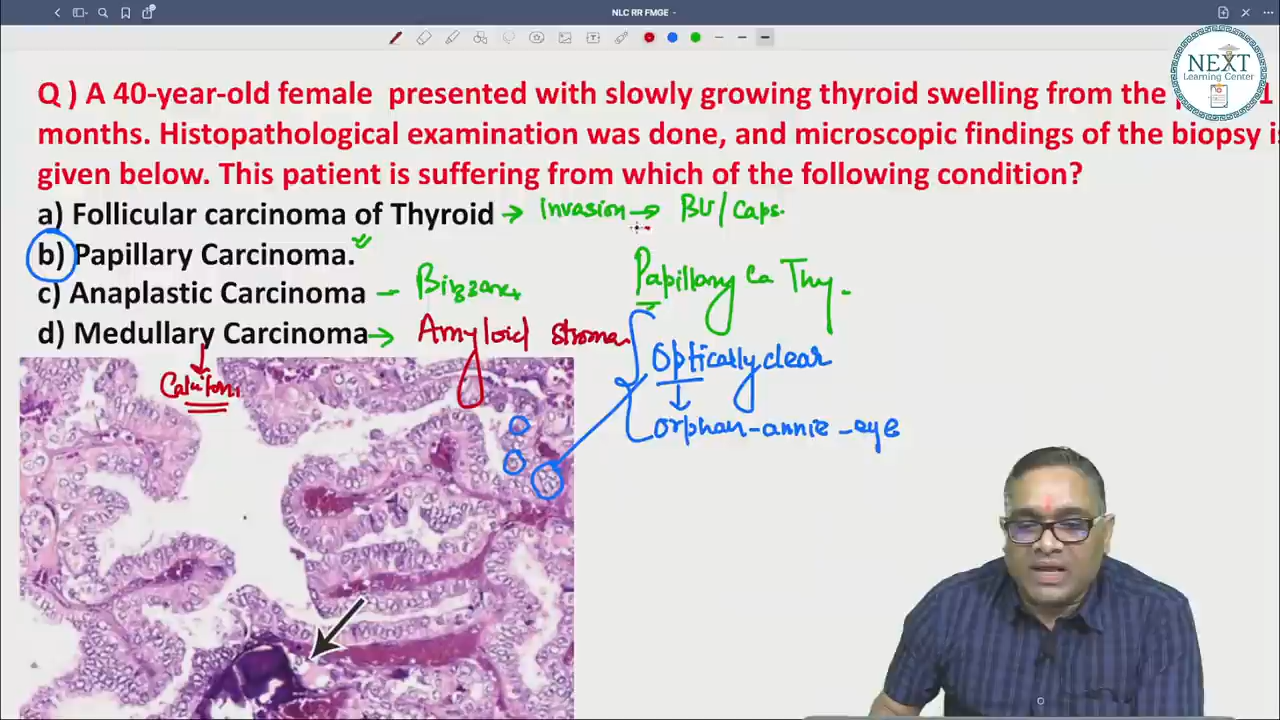 NLC RR FMGE
NEXT
Learning Center
Q ) A 40-year-old female presented with slowly growing thyroid swelling from the
months. Histopathological examination was done, and microscopic findings of the biopsy i
given below. This patient is suffering from which of the following condition?
a) Follicular carcinoma of Thyroid → Invasion → BV/Caps.
b) Papillary Carcinoma.
Papillary Ca Thy.
c) Anaplastic Carcinoma –
d) Medullary Carcinoma → Amyloid stroma
Optically clear
orphan-annie-eye